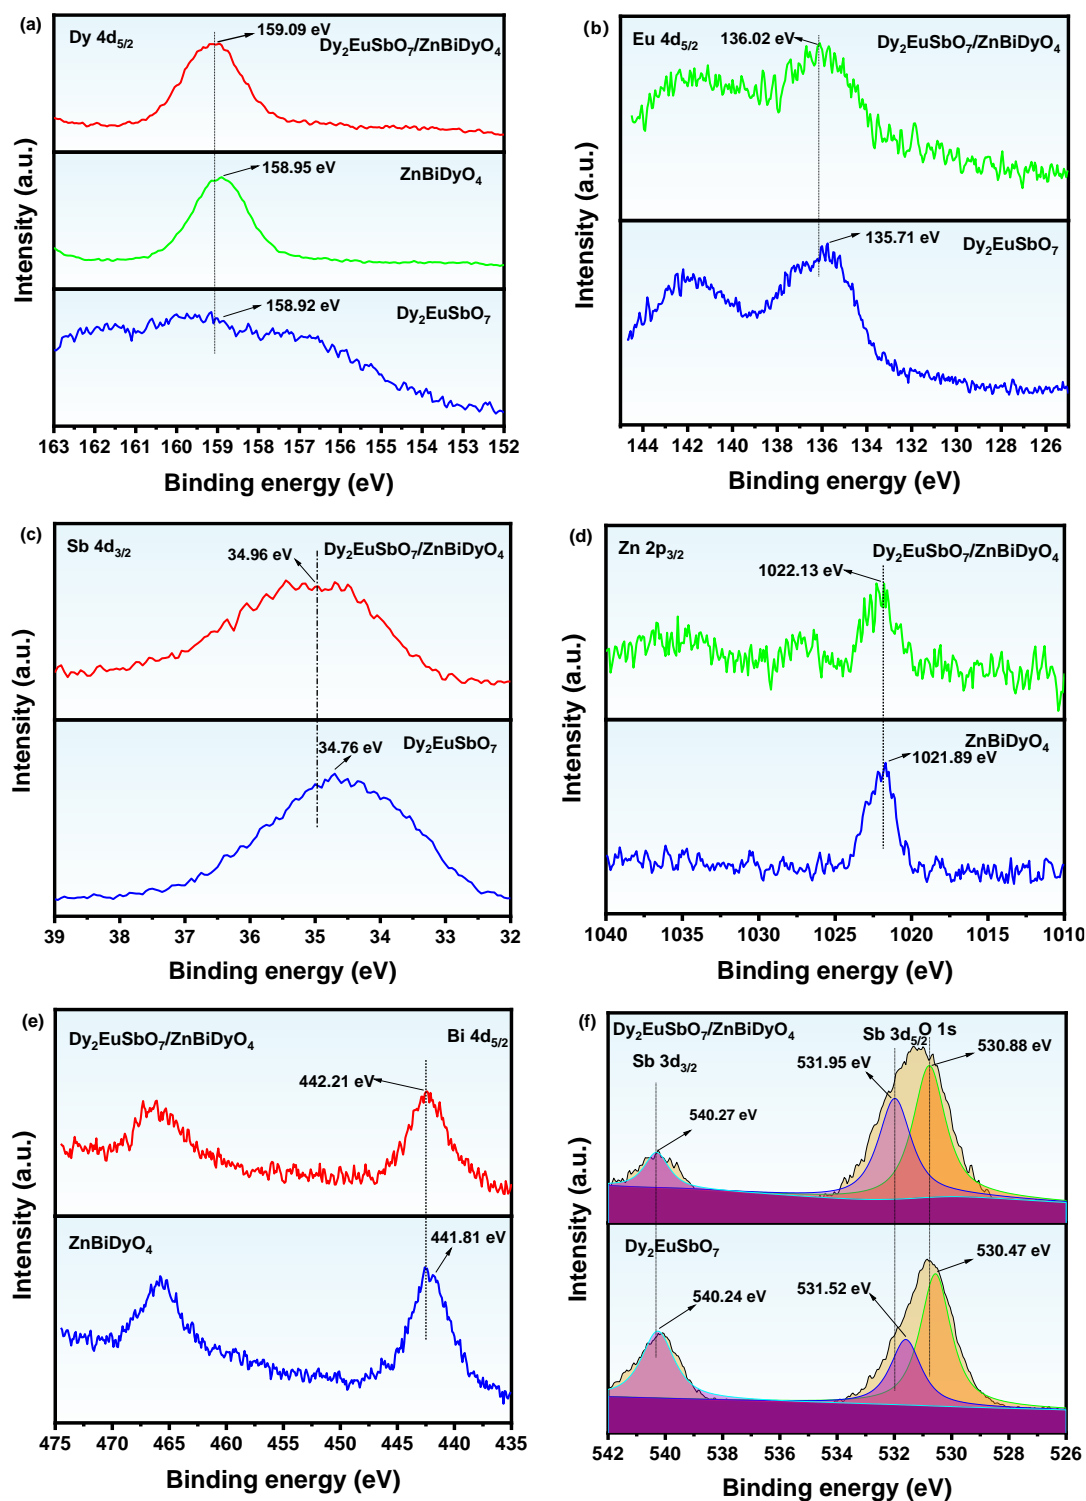 (a)
Dy 4d5/2
159.09 eV
Dy2EuSbO7/ZnBiDyO4
158.95 eV
ZnBiDyO4
158.92 eV
Dy2EuSbO7
Intensity (a.u.)
163 162 161 160 159 158 157 156 155 154 153 152
Binding energy (eV)
(b)
Eu 4d5/2
136.02 eV
Dy2EuSbO7/ZnBiDyO4
135.71 eV
Dy2EuSbO7
Intensity (a.u.)
144 142 140 138 136 134 132 130 128 126
Binding energy (eV)
(c)
Sb 4d3/2
34.96 eV
Dy2EuSbO7/ZnBiDyO4
34.76 eV
Dy2EuSbO7
Intensity (a.u.)
39 38 37 36 35 34 33 32
Binding energy (eV)
(d)
Zn 2p3/2
Dy2EuSbO7/ZnBiDyO4
1022.13 eV
ZnBiDyO4
1021.89 eV
Intensity (a.u.)
1040 1035 1030 1025 1020 1015 1010
Binding energy (eV)
(e)
Dy2EuSbO7/ZnBiDyO4
Bi 4d5/2
442.21 eV
ZnBiDyO4
441.81 eV
Intensity (a.u.)
475 470 465 460 455 450 445 440 435
Binding energy (eV)
(f)
Dy2EuSbO7/ZnBiDyO4
Sb 3d5/2
O 1s
Sb 3d3/2
531.95 eV
530.88 eV
540.27 eV
Dy2EuSbO7
530.47 eV
540.24 eV
531.52 eV
Intensity (a.u.)
542 540 538 536 534 532 530 528 526
Binding energy (eV)